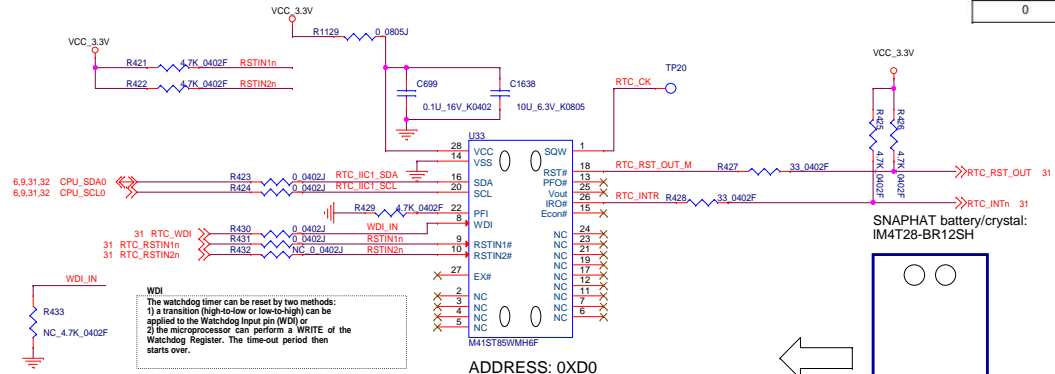 0
VCC_3.3V
R1129
0_0805J
VCC_3.3V
R421
4.7K_0402F
RSTIN1n
R422
4.7K_0402F
RSTIN2n
C699
0.1U_16V_K0402
C1638
10U_6.3V_K0805
RTC_CK
TP20
VCC_3.3V
R425
4.7K_0402F
R426
4.7K_0402F
U33
28
VCC
14
VSS
16
SDA
20
SCL
22
PFI
8
WDI
9
RSTIN1#
10
RSTIN2#
27
EX#
2
NC
3
NC
4
NC
5
NC
SQW
1
RST#
18
PFO#
13
Vout
25
IRO#
26
Econ#
15
NC
24
NC
23
NC
21
NC
19
NC
17
NC
12
NC
11
NC
7
NC
6
M41ST85WMH6F
ADDRESS: 0XD0
6,9,31,32 CPU_SDA0
6,9,31,32 CPU_SCL0
R423
0_0402J
RTC_IIC1_SDA
R424
0_0402J
RTC_IIC1_SCL
R429
4.7K_0402F
WDI_IN
31 RTC_WDI
31 RTC_RSTIN1n
31 RTC_RSTIN2n
R430
0_0402J
R431
0_0402J
RSTIN1n
R432
NC_0_0402J
RSTIN2n
RTC_RST_OUT_M
R427
33_0402F
RTC_RST_OUT 31
RTC_INTR
R428
33_0402F
RTC_INTn 31
SNAPHAT battery/crystal:
IM4T28-BR12SH
WDI_IN
R433
NC_4.7K_0402F
WDI
The watchdog timer can be reset by two methods:
1) a transition (high-to-low or low-to-high) can be
applied to the Watchdog Input pin (WDI) or
2) the microprocessor can perform a WRITE of the
Watchdog Register. The time-out period then
starts over.